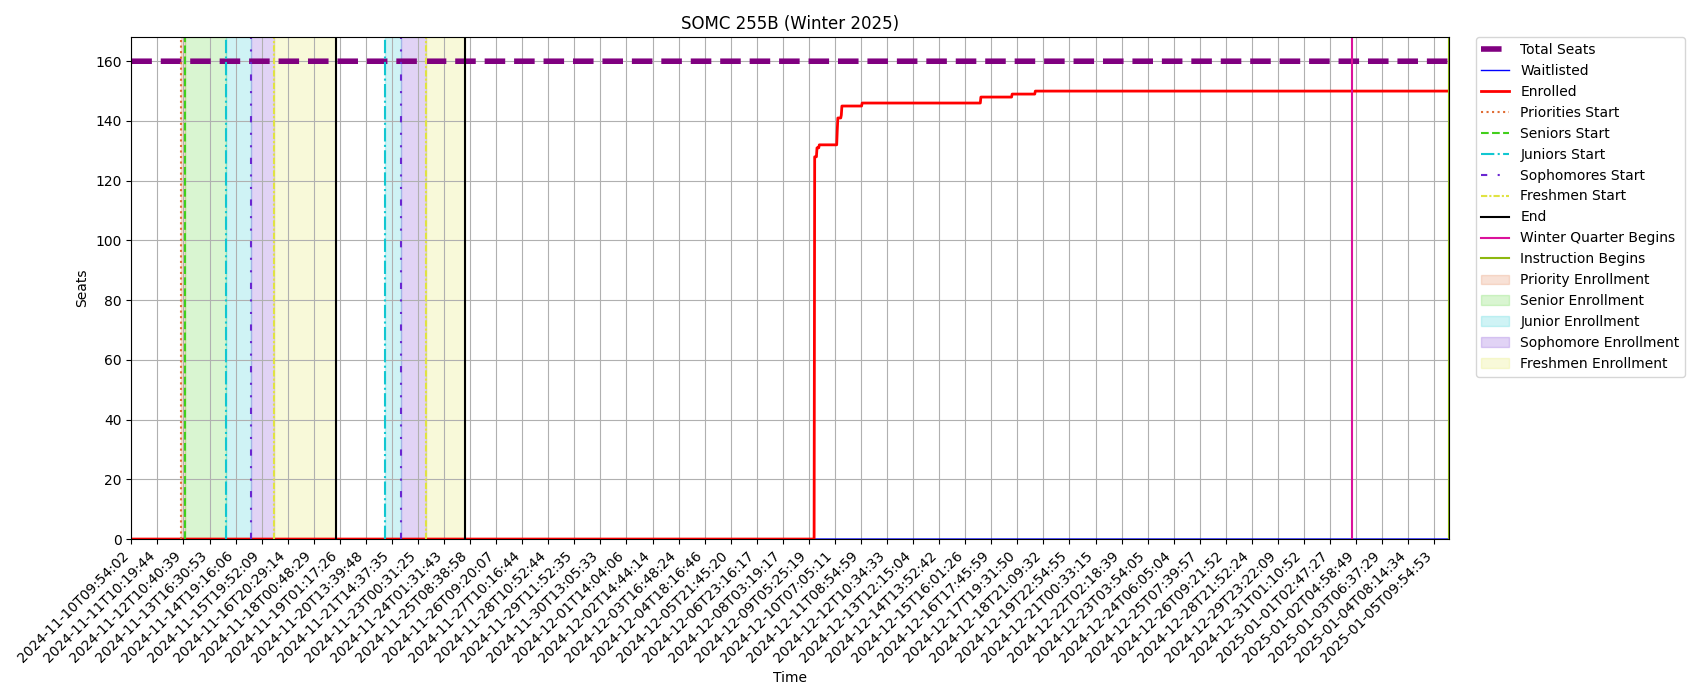 SOMC 255B (Winter 2025)
Total Seats
Waitlisted
Enrolled
Priorities Start
Seniors Start
Juniors Start
Sophomores Start
Freshmen Start
End
Winter Quarter Begins
Instruction Begins
Priority Enrollment
Senior Enrollment
Junior Enrollment
Sophomore Enrollment
Freshmen Enrollment
Seats
160
140
120
100
80
60
40
20
0
2024-11-10T09:54:02
2024-11-11T10:19:44
2024-11-12T10:40:39
2024-11-13T16:30:53
2024-11-14T19:16:06
2024-11-15T19:52:09
2024-11-16T20:29:14
2024-11-18T00:48:29
2024-11-19T01:17:26
2024-11-20T13:39:48
2024-11-21T14:37:35
2024-11-23T00:31:25
2024-11-24T01:31:43
2024-11-25T08:38:58
2024-11-26T09:20:07
2024-11-27T10:16:44
2024-11-28T10:52:44
2024-11-29T11:52:35
2024-11-30T13:05:33
2024-12-01T14:04:06
2024-12-02T14:44:14
2024-12-03T16:48:24
2024-12-04T18:16:46
2024-12-05T21:45:20
2024-12-06T23:16:17
2024-12-08T03:19:17
2024-12-09T05:25:19
2024-12-10T07:05:11
2024-12-11T08:54:59
2024-12-12T10:34:33
2024-12-13T12:15:04
2024-12-14T13:52:42
2024-12-15T16:01:26
2024-12-16T17:45:59
2024-12-17T19:31:50
2024-12-18T21:09:32
2024-12-19T22:54:55
2024-12-21T00:33:15
2024-12-22T02:18:39
2024-12-23T03:54:05
2024-12-24T06:05:04
2024-12-25T07:39:57
2024-12-26T09:21:52
2024-12-28T21:52:24
2024-12-29T23:22:09
2024-12-31T01:10:52
2025-01-01T02:47:27
2025-01-02T04:58:49
2025-01-03T06:37:29
2025-01-04T08:14:34
2025-01-05T09:54:53
Time